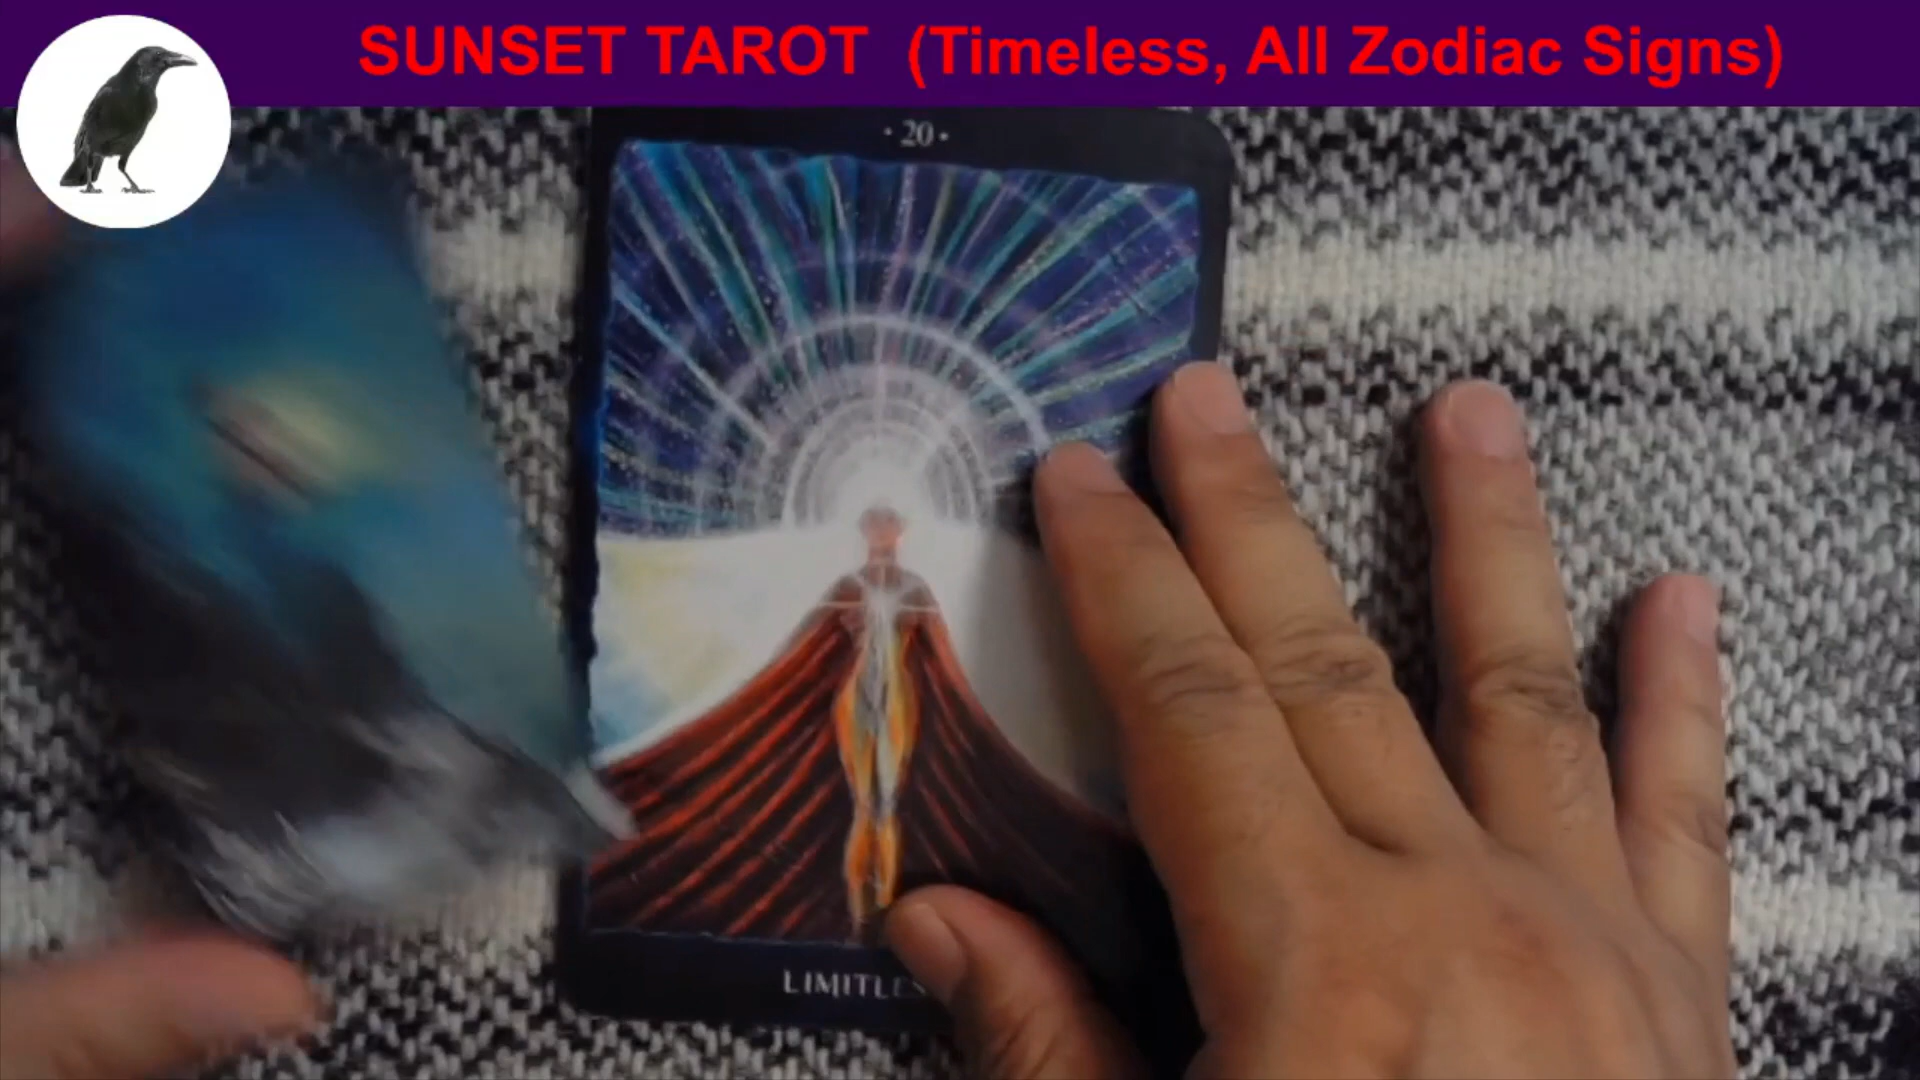 SUNSET TAROT (Timeless, All Zodiac Signs)
• 20 •